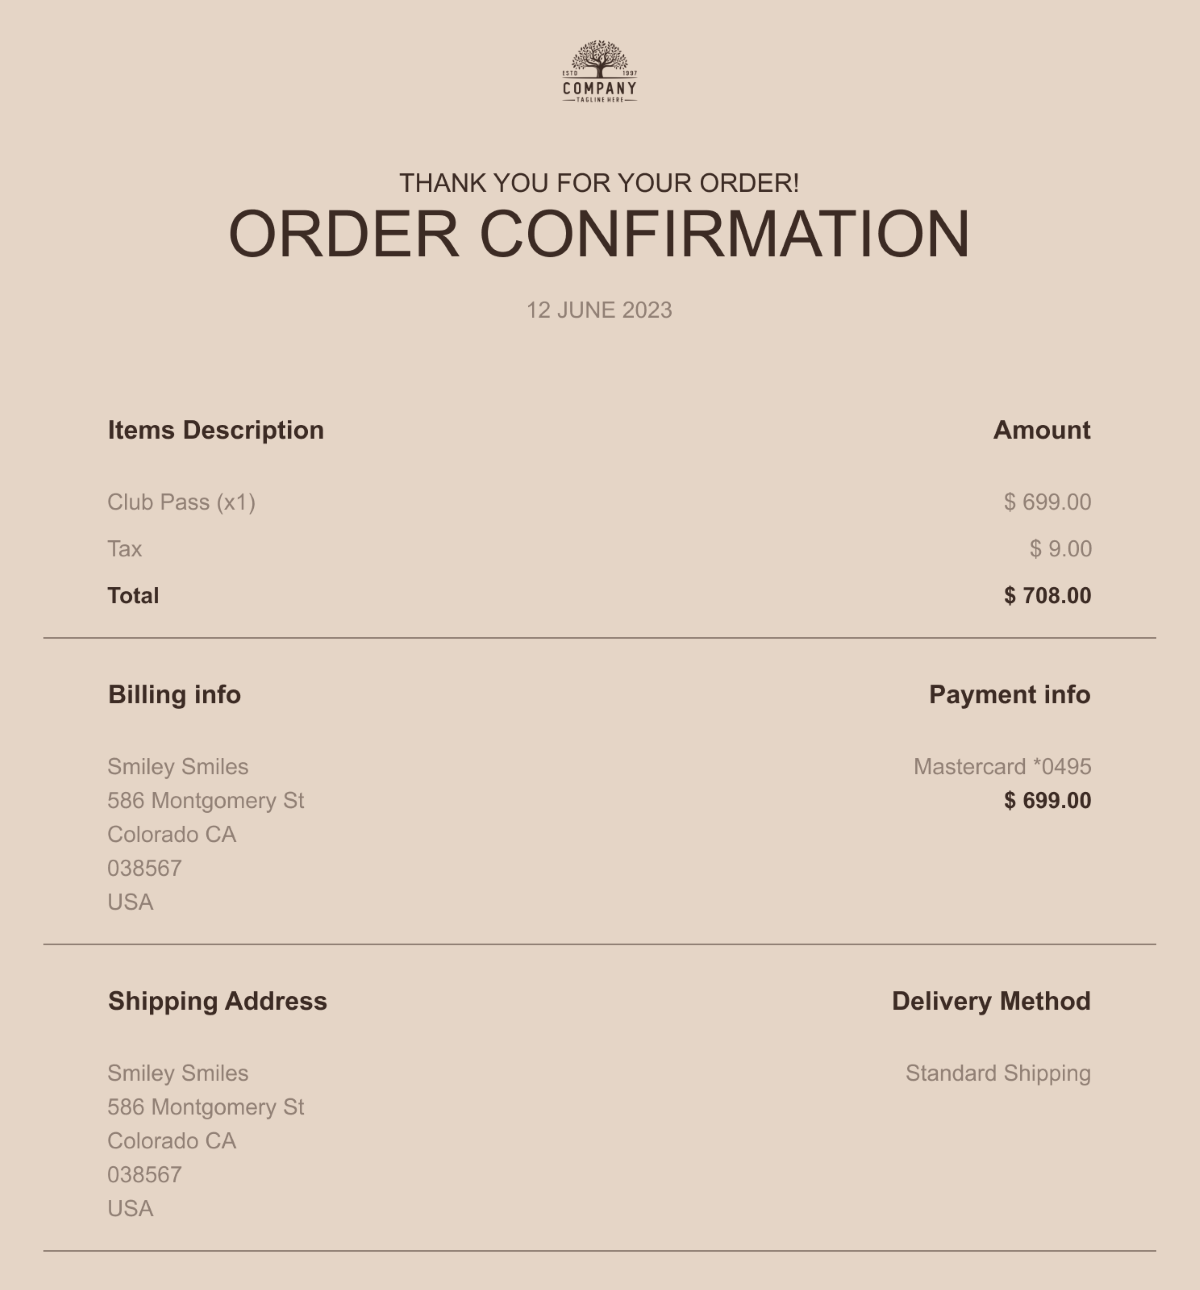 ESTD 1997
COMPANY
TAGLINE HERE
THANK YOU FOR YOUR ORDER!
ORDER CONFIRMATION
12 JUNE 2023
Items Description Amount
Club Pass (x1) $ 699.00
Tax $ 9.00
Total $ 708.00
Billing info Payment info
Smiley Smiles Mastercard *0495
586 Montgomery St $ 699.00
Colorado CA
038567
USA
Shipping Address Delivery Method
Smiley Smiles Standard Shipping
586 Montgomery St
Colorado CA
038567
USA